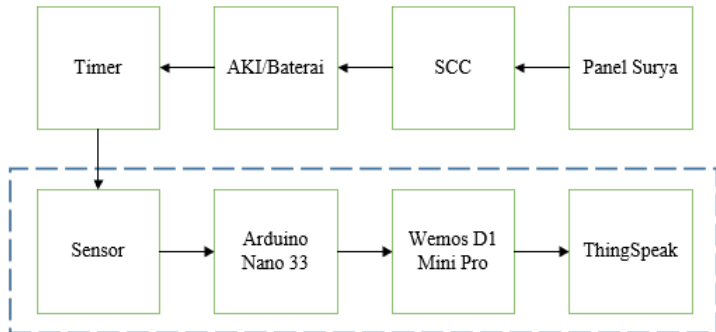 Timer
AKI/Baterai
SCC
Panel Surya
Sensor
Arduino
Nano 33
Wemos D1
Mini Pro
ThingSpeak